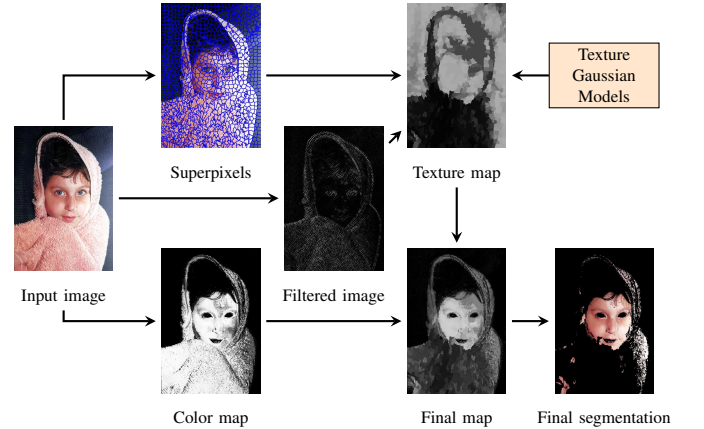 Texture
Gaussian
Models
Superpixels
Texture map
Input image
Filtered image
Color map
Final map
Final segmentation